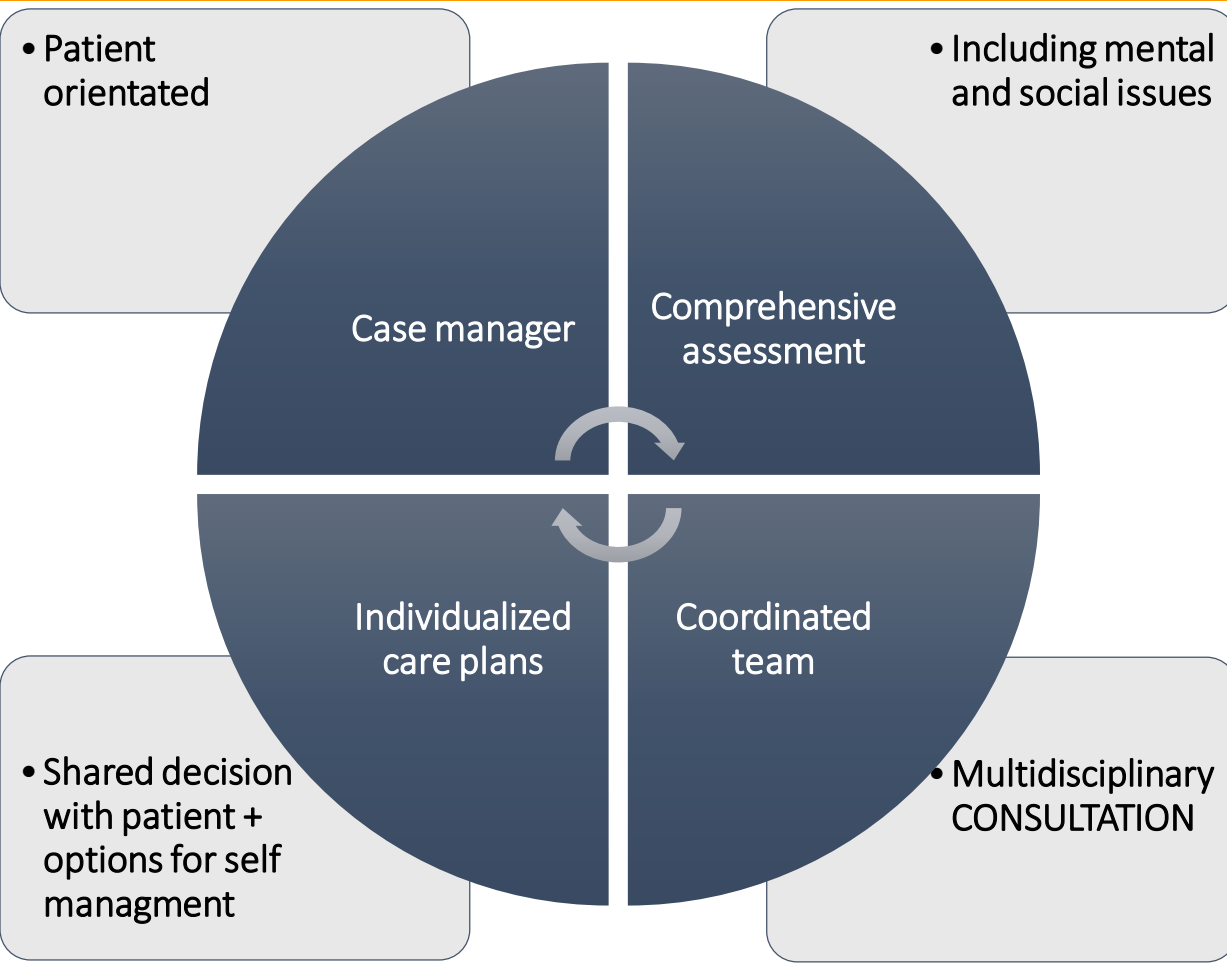 • Patient
orientated
• Including mental
and social issues
Case manager
Comprehensive
assessment
Individualized
care plans
Coordinated
team
• Shared decision
with patient +
options for self
managment
• Multidisciplinary
CONSULTATION